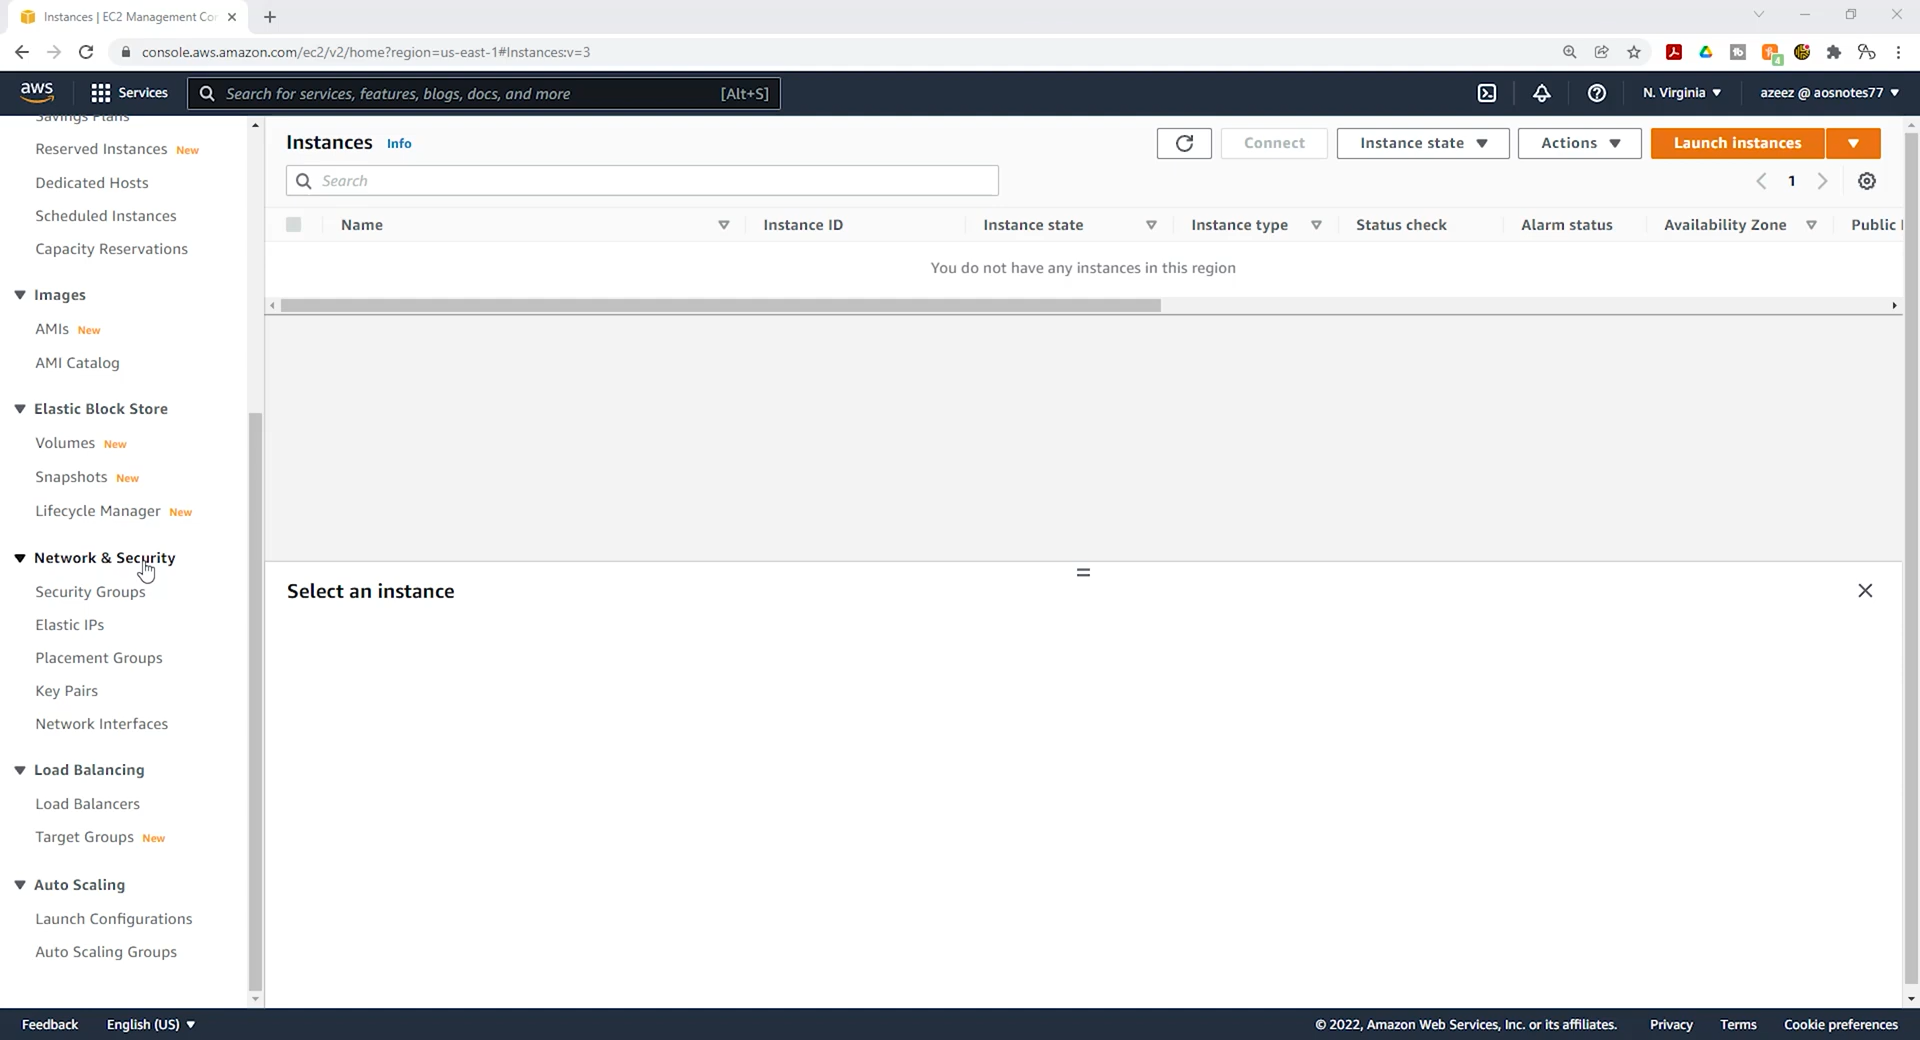 Instances | EC2 Management Co
console.aws.amazon.com/ec2/v2/home?region=us-east-1#Instances:v=3
4
aws
Services
Search for services, features, blogs, docs, and more
[Alt+S]
N. Virginia
azeez @ aosnotes77
Savings Plans
Reserved Instances New
Dedicated Hosts
Scheduled Instances
Capacity Reservations
Images
AMIs New
AMI Catalog
Elastic Block Store
Volumes New
Snapshots New
Lifecycle Manager New
Network & Security
Security Groups
Elastic IPs
Placement Groups
Key Pairs
Network Interfaces
Load Balancing
Load Balancers
Target Groups New
Auto Scaling
Launch Configurations
Auto Scaling Groups
Instances Info
Connect
Instance state
Actions
Launch instances
Search
1
Name
Instance ID
Instance state
Instance type
Status check
Alarm status
Availability Zone
Public
You do not have any instances in this region
Select an instance
Feedback
English (US)
© 2022, Amazon Web Services, Inc. or its affiliates.
Privacy
Terms
Cookie preferences